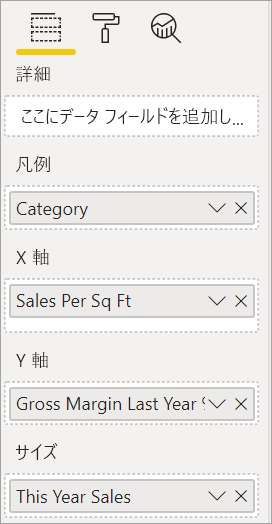 詳細
ここにデータ フィールドを追加し...
凡例
Category
X 軸
Sales Per Sq Ft
Y 軸
Gross Margin Last Year %
サイズ
This Year Sales